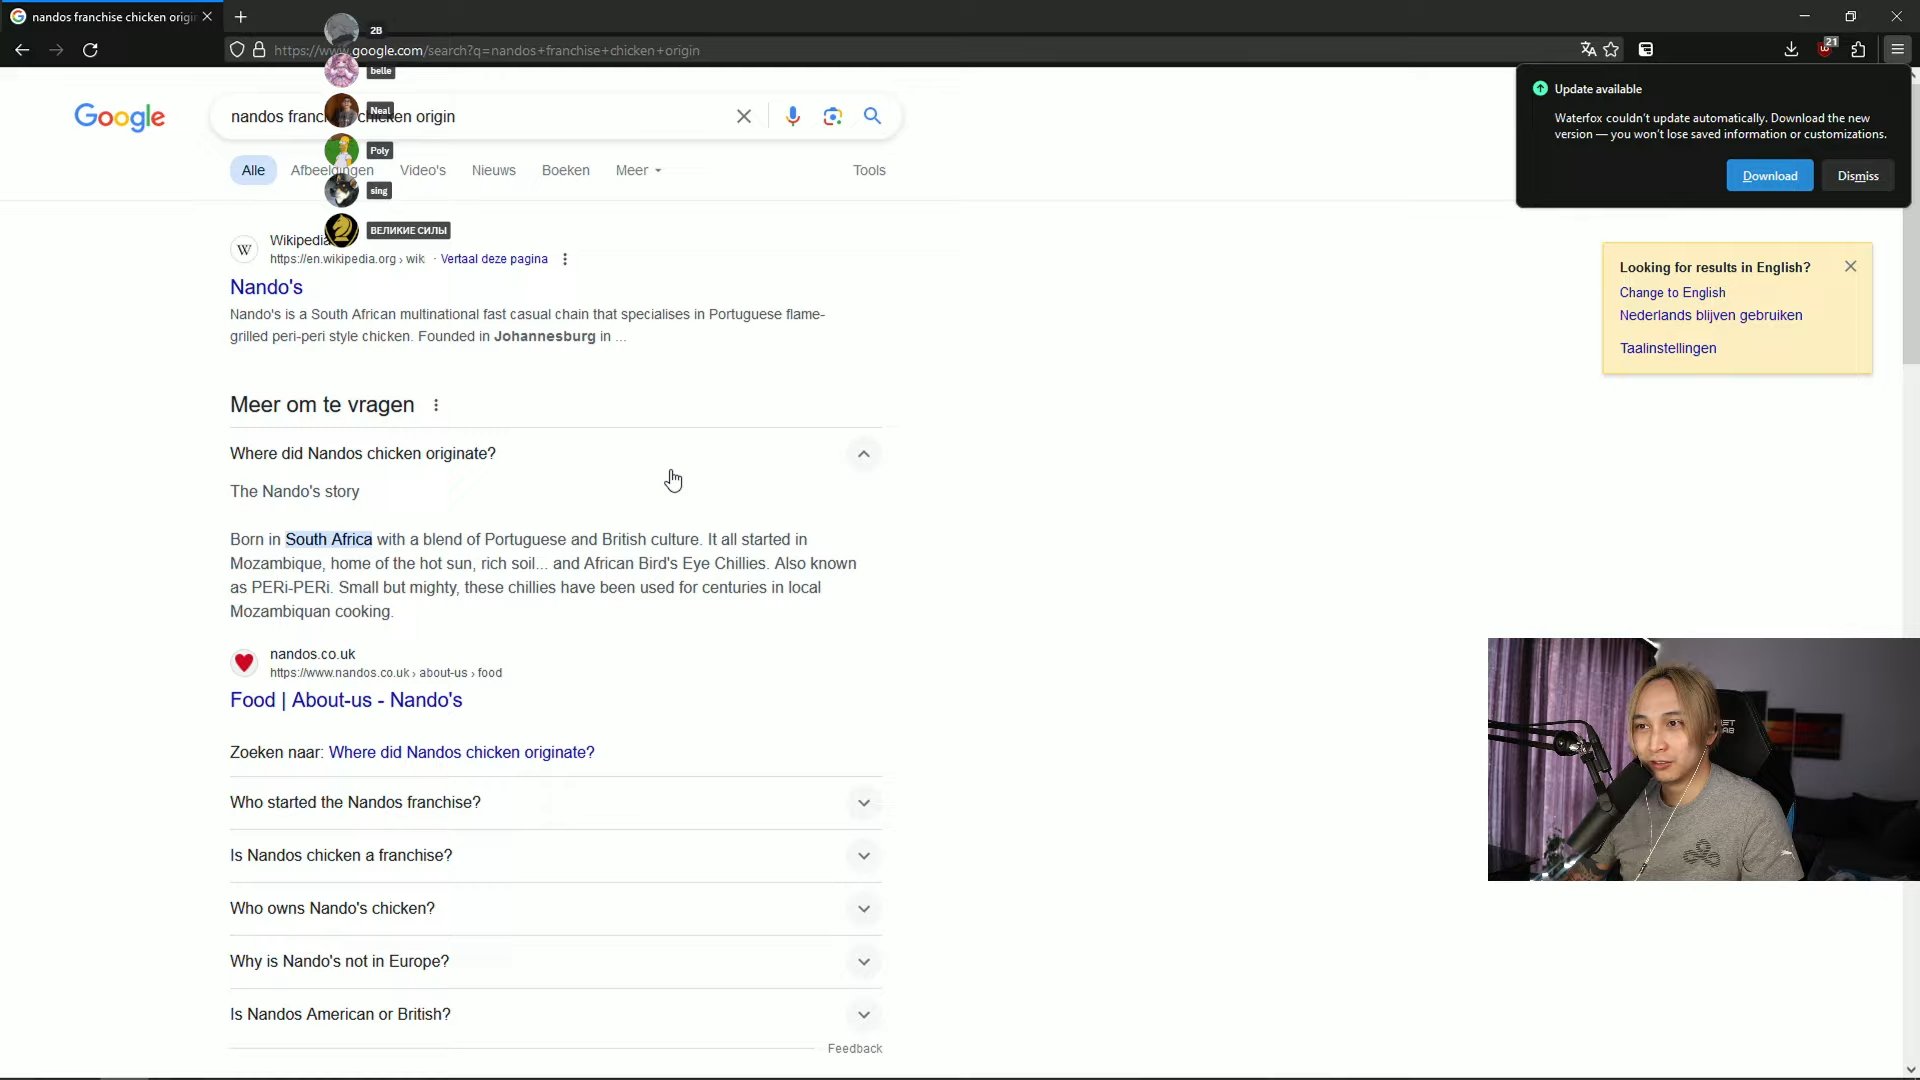 nandos franchise chicken origi
2B
https://www.google.com/search?q=nandos+franchise+chicken+origin
21
belle
Update available
Waterfox couldn't update automatically. Download the new
version — you won't lose saved information or customizations.
Download
Dismiss
Google
nandos franc
chicken origin
Neal
Poly
Alle
Afbeeldingen
Video's
Nieuws
Boeken
Meer
Tools
sing
ВЕЛИКИЕ СИЛЫ
W
Wikipedia
https://en.wikipedia.org › wik · Vertaal deze pagina
Nando's
Nando's is a South African multinational fast casual chain that specialises in Portuguese flame-
grilled peri-peri style chicken. Founded in Johannesburg in ...
Looking for results in English?
Change to English
Nederlands blijven gebruiken
Taalinstellingen
Meer om te vragen
Where did Nandos chicken originate?
The Nando's story
Born in South Africa with a blend of Portuguese and British culture. It all started in
Mozambique, home of the hot sun, rich soil... and African Bird's Eye Chillies. Also known
as PERi-PERi. Small but mighty, these chillies have been used for centuries in local
Mozambiquan cooking.
nandos.co.uk
https://www.nandos.co.uk › about-us › food
Food | About-us - Nando's
Zoeken naar: Where did Nandos chicken originate?
Who started the Nandos franchise?
Is Nandos chicken a franchise?
Who owns Nando's chicken?
Why is Nando's not in Europe?
Is Nandos American or British?
Feedback